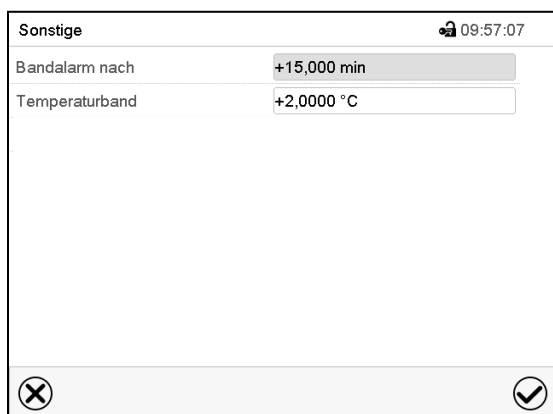 Sonstige 09:57:07
Bandalarm nach +15,000 min
Temperaturband +2,0000 °C